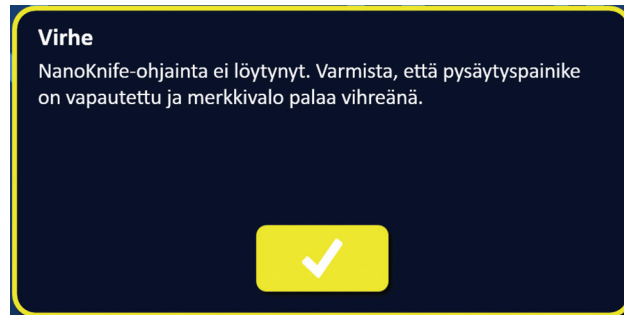 Virhe
NanoKnife-ohjainta ei löytynyt. Varmista, että pysäytyspainike
on vapautettu ja merkkivalo palaa vihreänä.